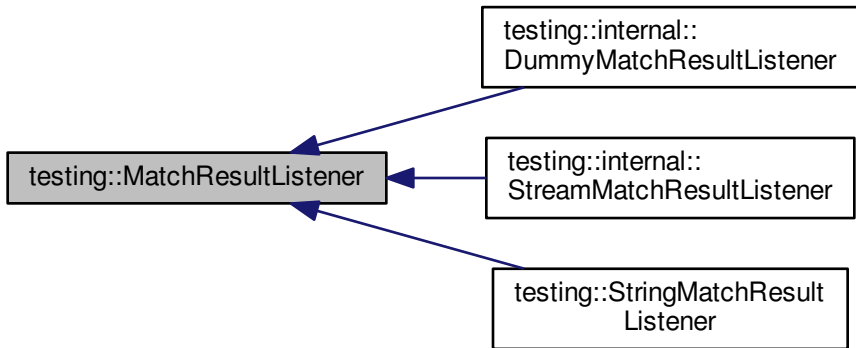 testing::internal::
DummyMatchResultListener
testing::MatchResultListener
testing::internal::
StreamMatchResultListener
testing::StringMatchResult
Listener